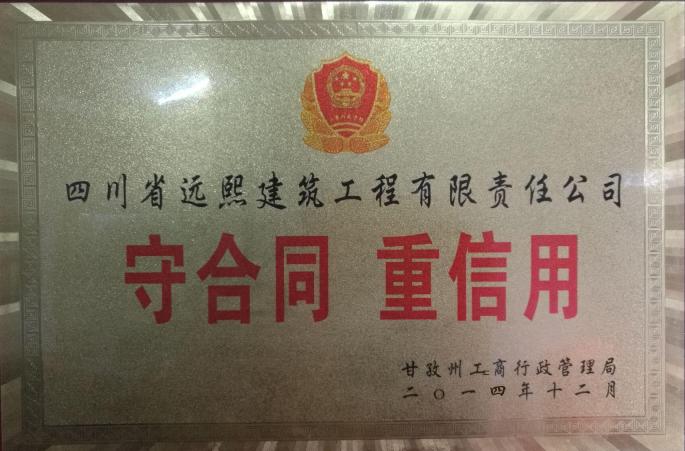 四川省远熙建筑工程有限责任公司
守合同 重信用
甘孜州工商行政管理局
二〇一四年十二月